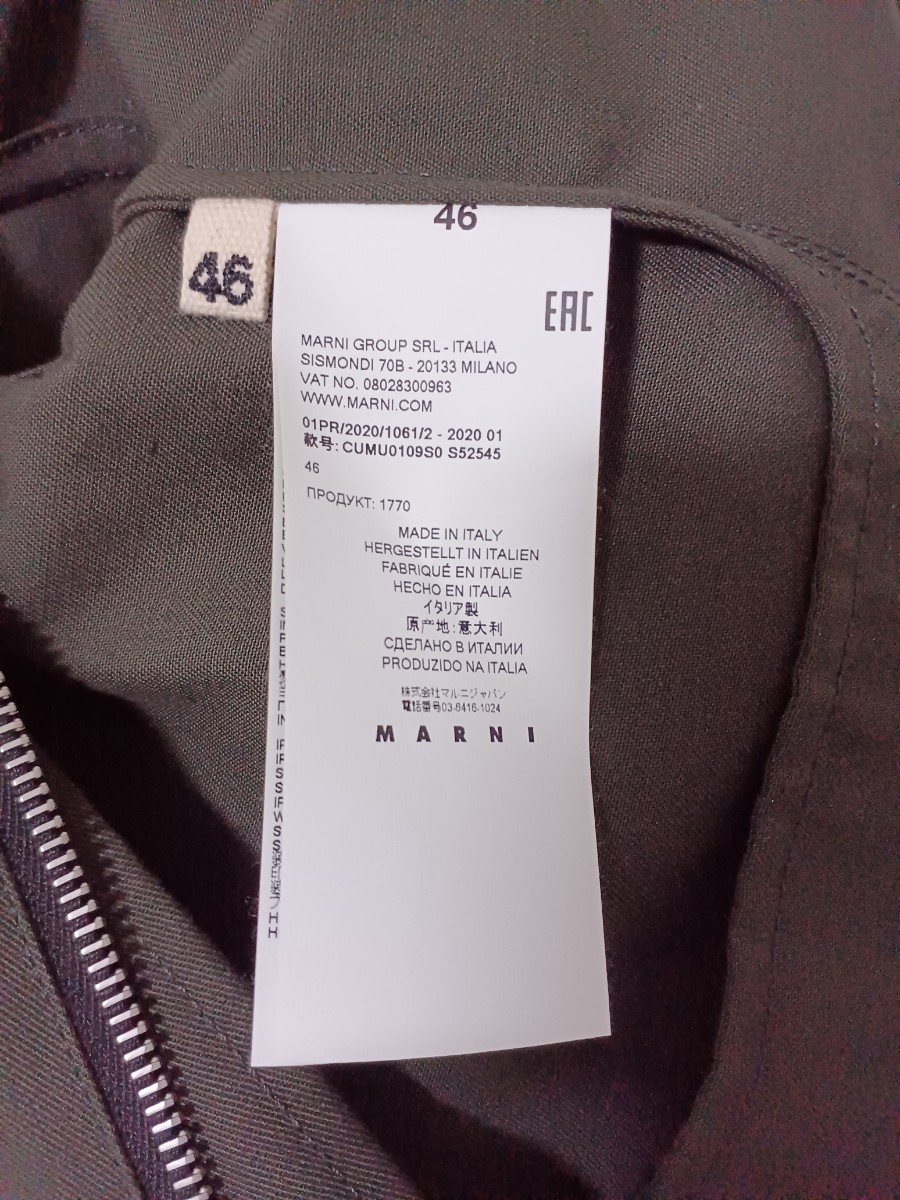 46
46
EAC
MARNI GROUP SRL - ITALIA
SISMONDI 70B - 20133 MILANO
VAT NO. 08028300963
WWW.MARNI.COM
01PR/2020/1061/2 - 2020 01
款号: CUMU0109S0 S52545
46
ПРОДУКТ: 1770
MADE IN ITALY
HERGESTELLT IN ITALIEN
FABRIQUÉ EN ITALIE
HECHO EN ITALIA
イタリア製
原产地:意大利
СДЕЛАНО В ИТАЛИИ
PRODUZIDO NA ITALIA
株式会社マルニジャパン
電話番号03-6416-1024
MARNI